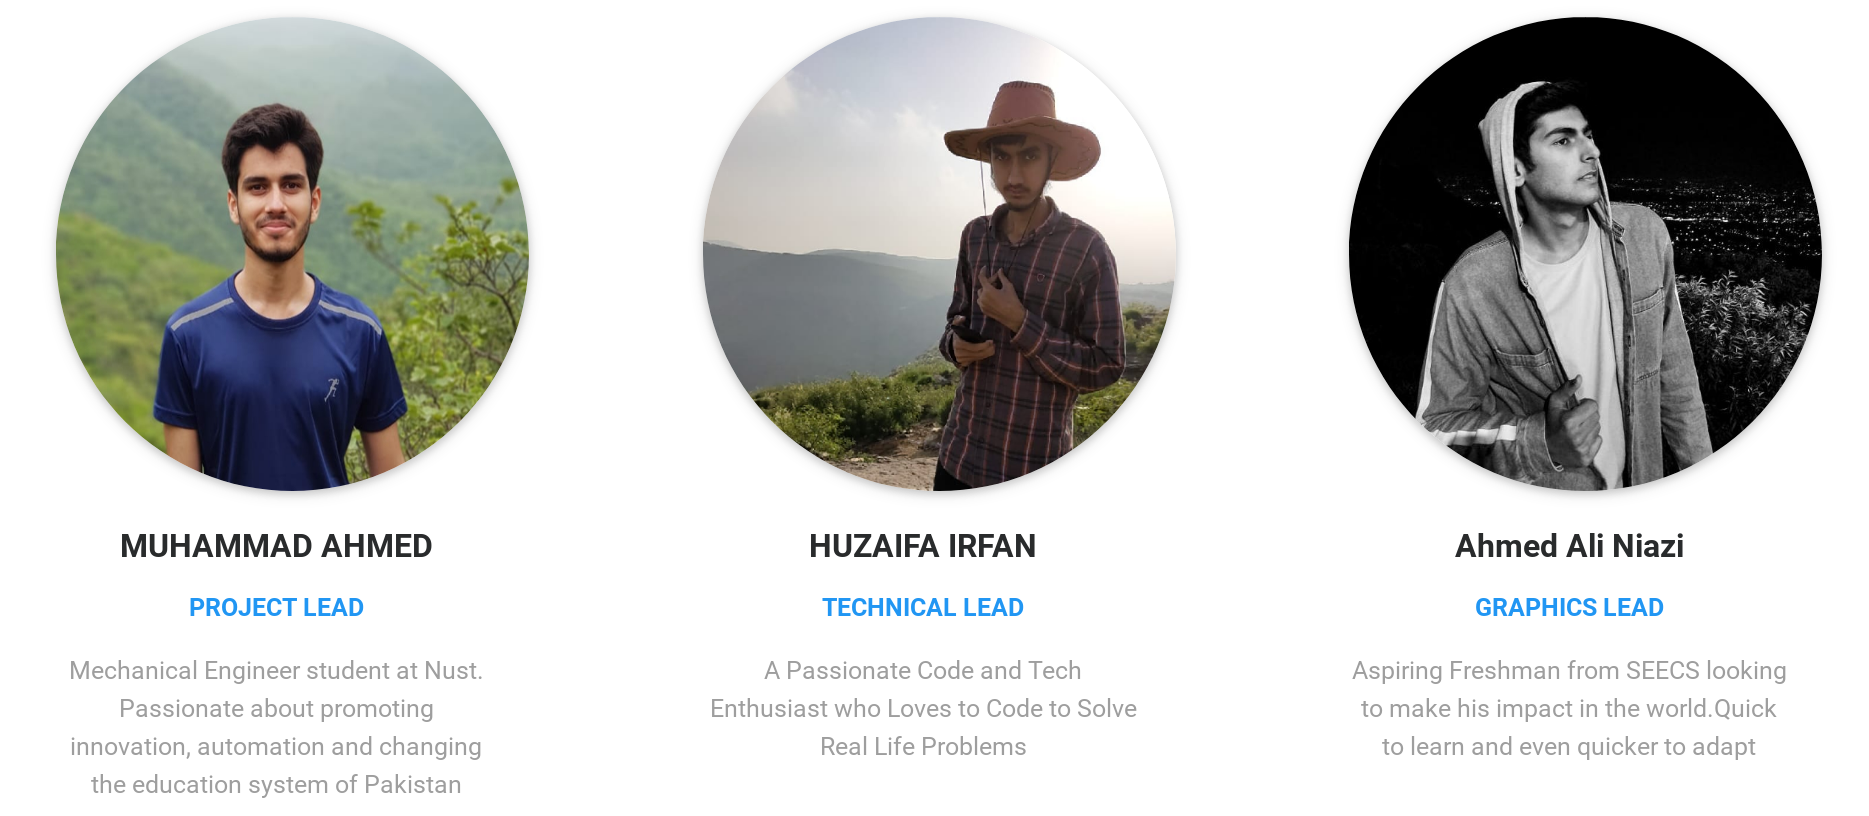 MUHAMMAD AHMED
PROJECT LEAD
Mechanical Engineer student at Nust.
Passionate about promoting
innovation, automation and changing
the education system of Pakistan
HUZAIFA IRFAN
TECHNICAL LEAD
A Passionate Code and Tech
Enthusiast who Loves to Code to Solve
Real Life Problems
Ahmed Ali Niazi
GRAPHICS LEAD
Aspiring Freshman from SEECS looking
to make his impact in the world.Quick
to learn and even quicker to adapt